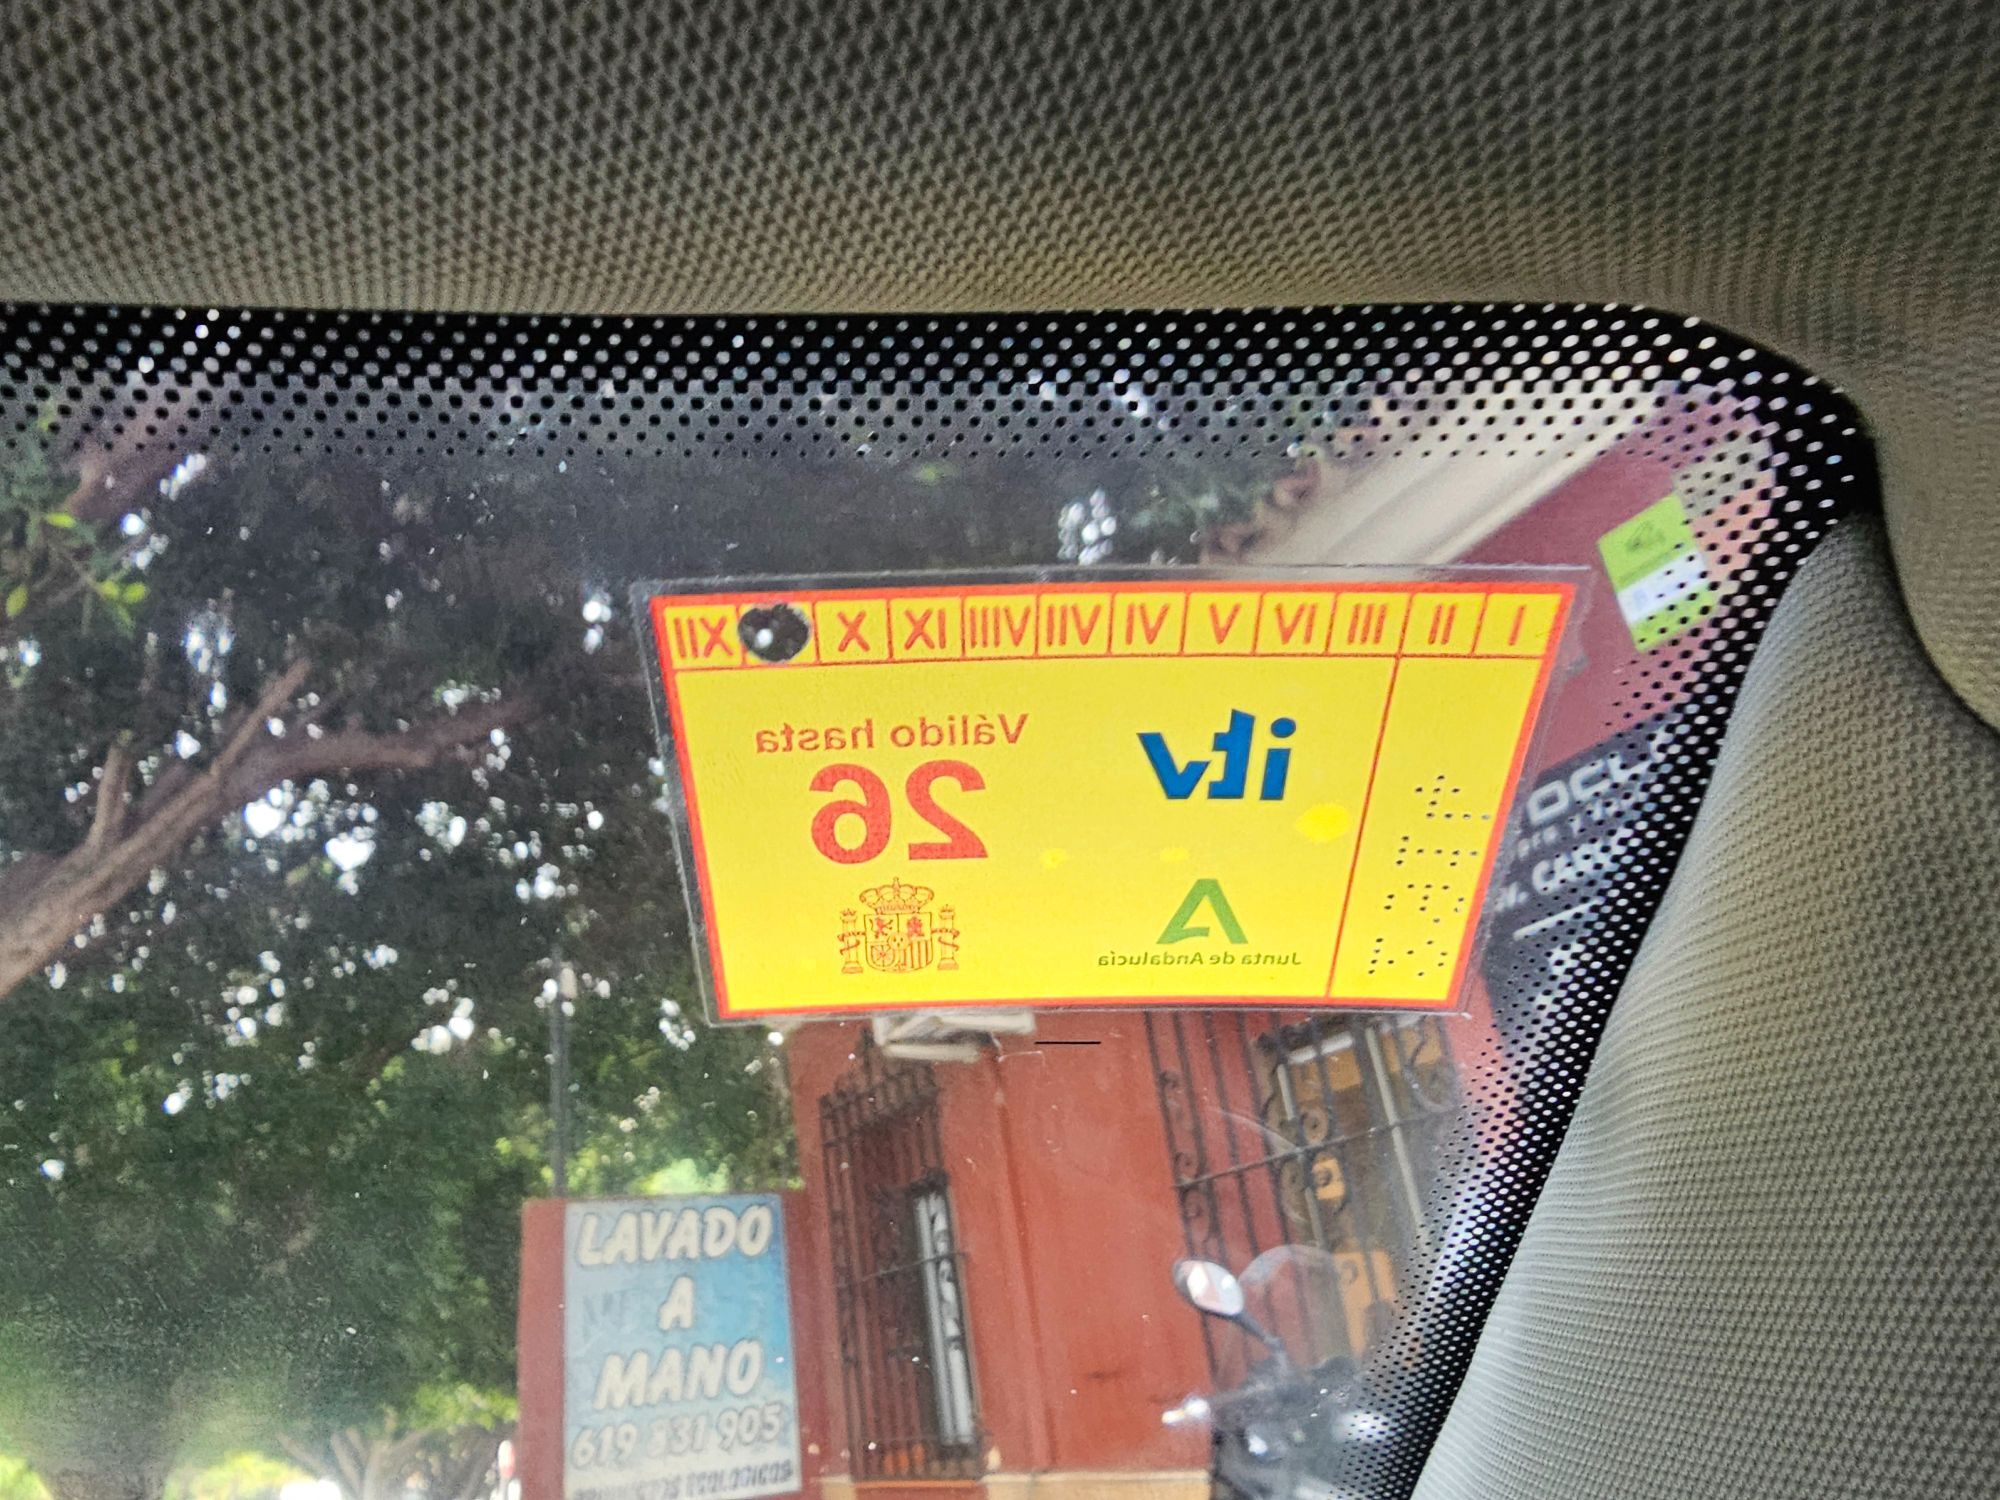 I II III IV V VI VII VIII IX X XII
itv
Válido hasta
26
Junta de Andalucía
LAVADO
A
MANO
619 831 905